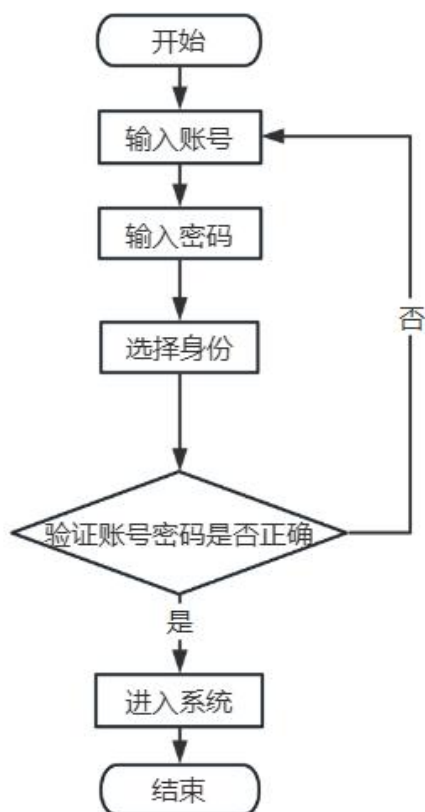 开始
输入账号
输入密码
选择身份
否
验证账号密码是否正确
是
进入系统
结束